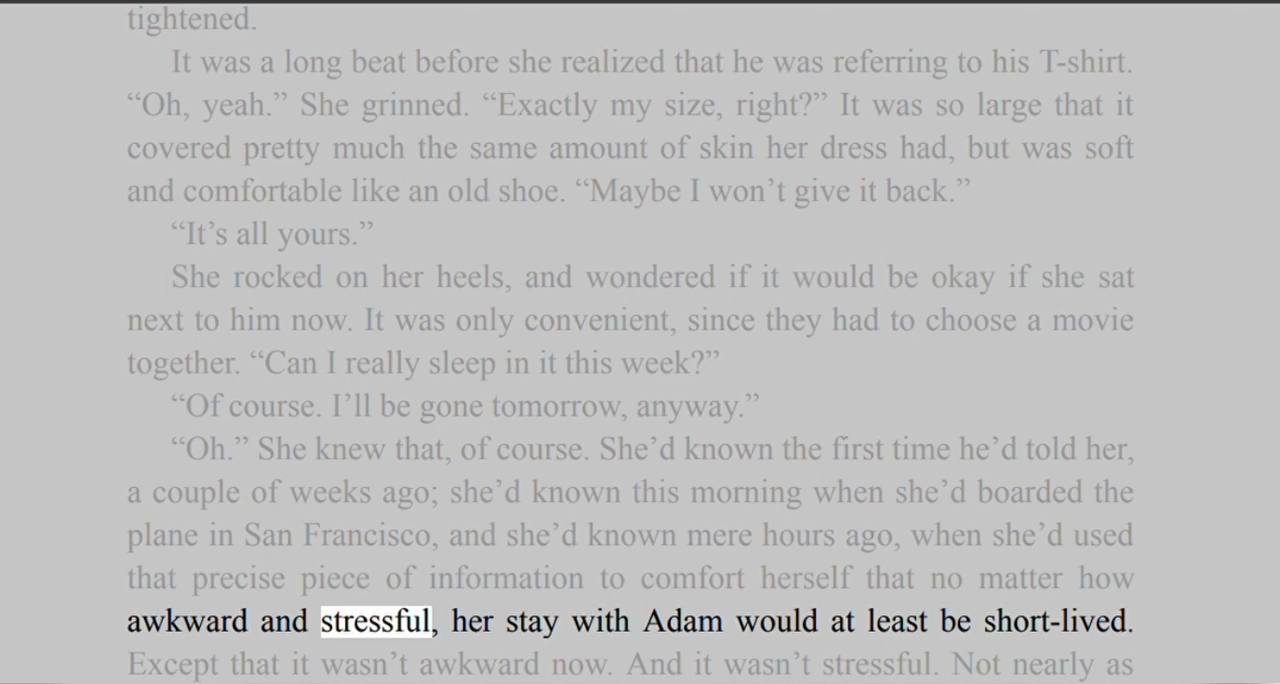 tightened.
It was a long beat before she realized that he was referring to his T-shirt.
“Oh, yeah.” She grinned. “Exactly my size, right?” It was so large that it
covered pretty much the same amount of skin her dress had, but was soft
and comfortable like an old shoe. “Maybe I won’t give it back.”
“It’s all yours.”
She rocked on her heels, and wondered if it would be okay if she sat
next to him now. It was only convenient, since they had to choose a movie
together. “Can I really sleep in it this week?”
“Of course. I’ll be gone tomorrow, anyway.”
“Oh.” She knew that, of course. She’d known the first time he’d told her,
a couple of weeks ago; she’d known this morning when she’d boarded the
plane in San Francisco, and she’d known mere hours ago, when she’d used
that precise piece of information to comfort herself that no matter how
awkward and stressful, her stay with Adam would at least be short-lived.
Except that it wasn’t awkward now. And it wasn’t stressful. Not nearly as